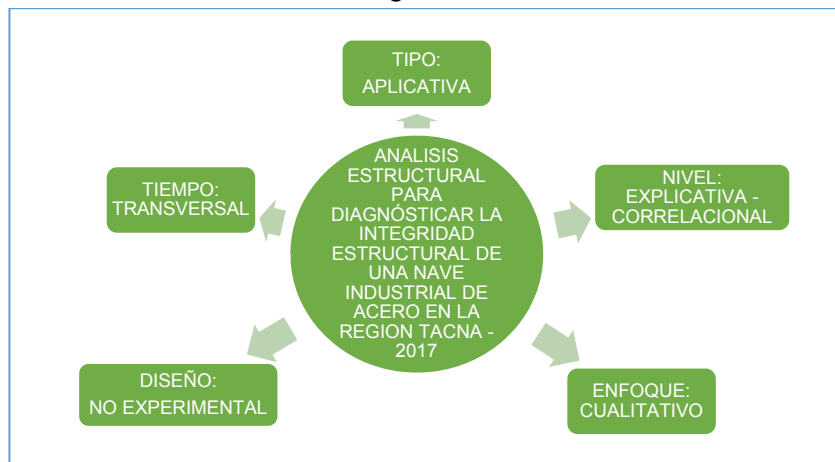 TIPO:
APLICATIVA
ANALISIS
ESTRUCTURAL
PARA
DIAGNÓSTICAR LA
INTEGRIDAD
ESTRUCTURAL DE
UNA NAVE
INDUSTRIAL DE
ACERO EN LA
REGION TACNA -
2017
TIEMPO:
TRANSVERSAL
NIVEL:
EXPLICATIVA -
CORRELACIONAL
DISEÑO:
NO EXPERIMENTAL
ENFOQUE:
CUALITATIVO